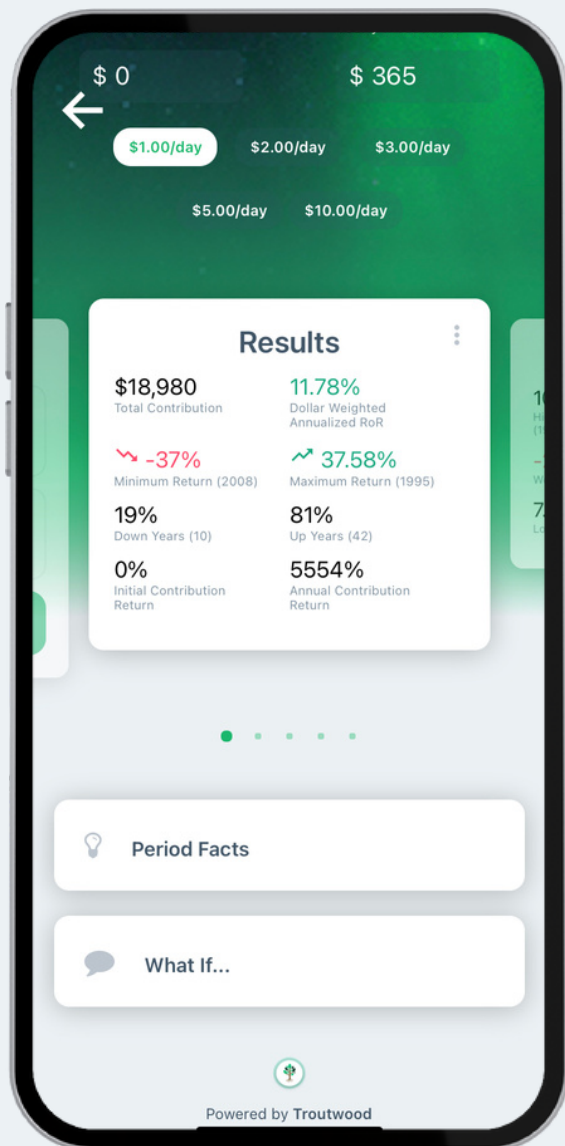 $ 0
$ 365
$1.00/day
$2.00/day
$3.00/day
$5.00/day
$10.00/day
Results
$18,980
11.78%
Total Contribution
Dollar Weighted
Annualized RoR
-37%
37.58%
Minimum Return (2008)
Maximum Return (1995)
19%
81%
Down Years (10)
Up Years (42)
0%
5554%
Initial Contribution
Return
Annual Contribution
Return
Period Facts
What If...
Powered by Troutwood